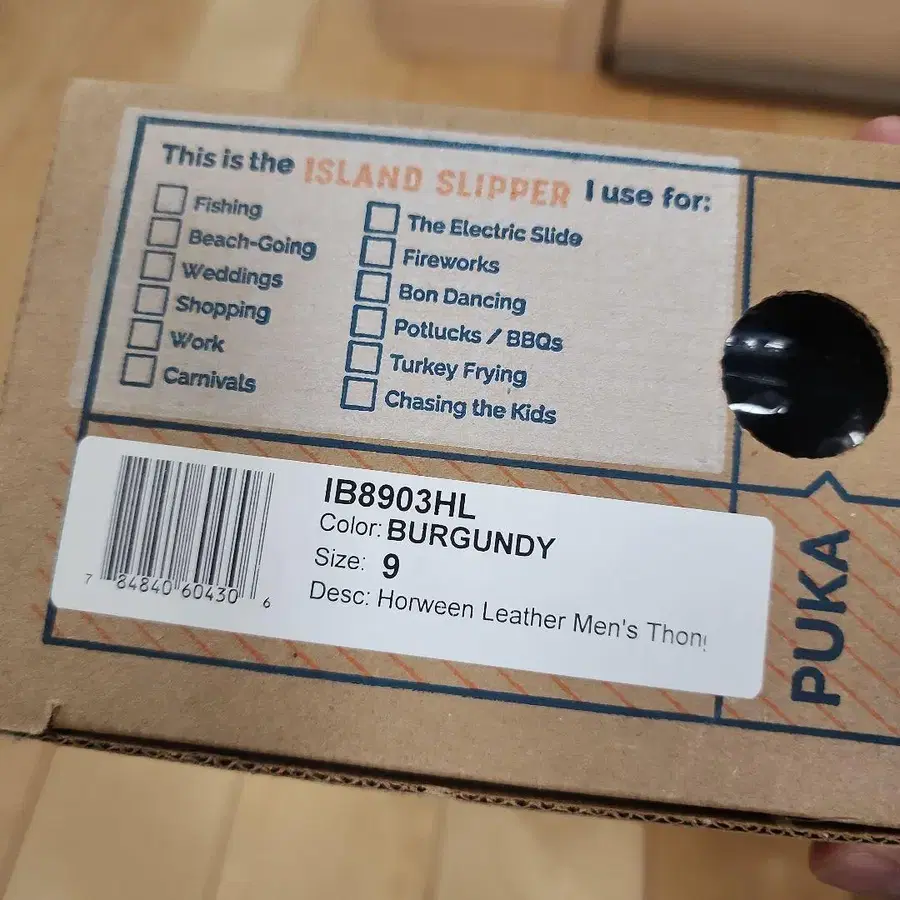 This is the ISLAND SLIPPER I use for:
Fishing
Beach-Going
Weddings
Shopping
Work
Carnivals
The Electric Slide
Fireworks
Bon Dancing
Potlucks / BBQs
Turkey Frying
Chasing the Kids
IB8903HL
Color: BURGUNDY
Size: 9
Desc: Horween Leather Men's Thon
7 84840 60430 6
PUKA